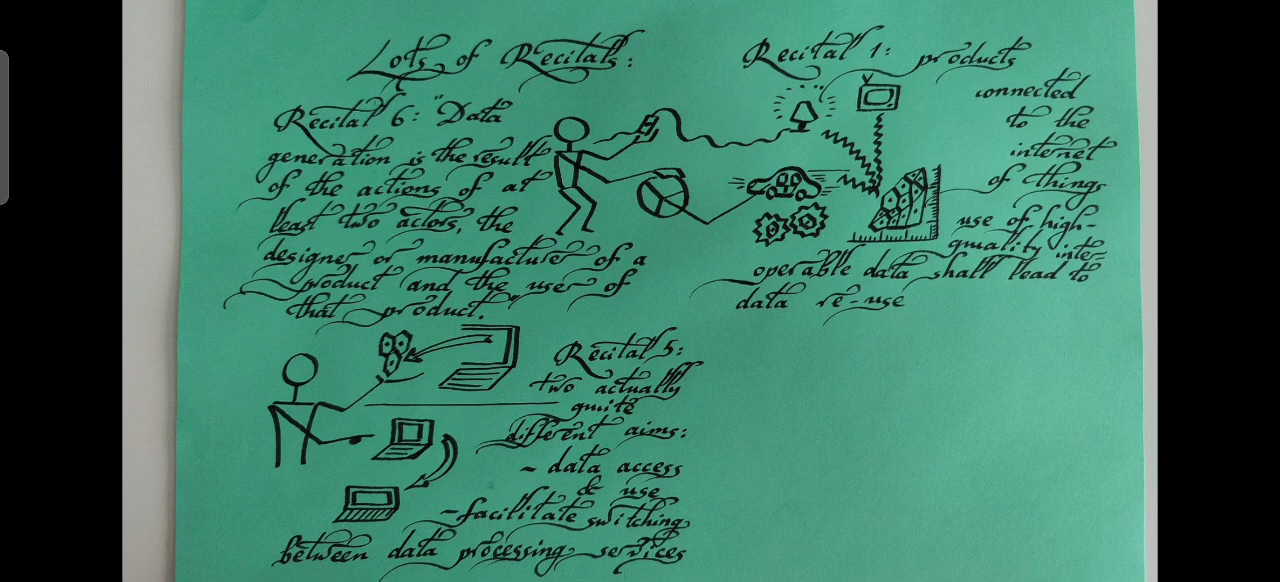 Lots of Recitals:
Recital 6: "Data
generation is the result
of the actions of at
least two actors, the
designer or manufacturer of a
product and the user of
that product."
Recital 1: products
connected
to the
internet
of things
use of high-
quality inter-
operable data shall lead to
data re-use
Recital 5:
two actually
quite
different aims:
- data access
& use
- facilitate switching
between data processing services